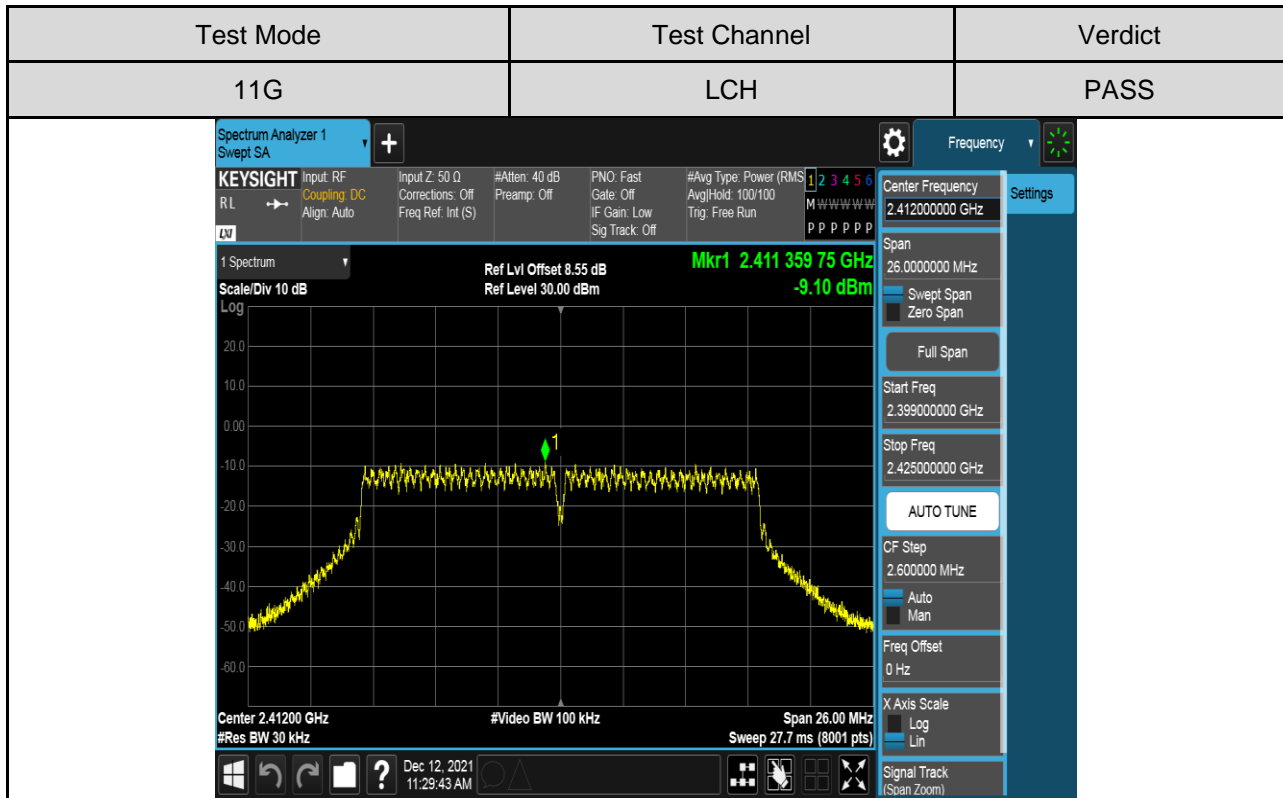 Test Mode Test Channel Verdict
11G LCH PASS
Spectrum Analyzer 1
Swept SA
+
Frequency
KEYSIGHT Input: RF Input Z: 50 Ω #Atten: 40 dB PNO: Fast #Avg Type: Power (RMS 1 2 3 4 5 6
RL Coupling: DC Corrections: Off Preamp: Off Gate: Off Avg|Hold: 100/100 M W W W W W
Align: Auto Freq Ref: Int (S) IF Gain: Low Trig: Free Run
LXI Sig Track: Off P P P P P P
1 Spectrum
Ref Lvl Offset 8.55 dB
Mkr1 2.411 359 75 GHz
Scale/Div 10 dB Ref Level 30.00 dBm -9.10 dBm
Log
20.0
10.0
0.00
1
-10.0
-20.0
-30.0
-40.0
-50.0
-60.0
Center 2.41200 GHz #Video BW 100 kHz Span 26.00 MHz
#Res BW 30 kHz Sweep 27.7 ms (8001 pts)
Center Frequency
2.412000000 GHz
Settings
Span
26.0000000 MHz
Swept Span
Zero Span
Full Span
Start Freq
2.399000000 GHz
Stop Freq
2.425000000 GHz
AUTO TUNE
CF Step
2.600000 MHz
Auto
Man
Freq Offset
0 Hz
X Axis Scale
Log
Lin
Signal Track
(Span Zoom)
? Dec 12, 2021
11:29:43 AM